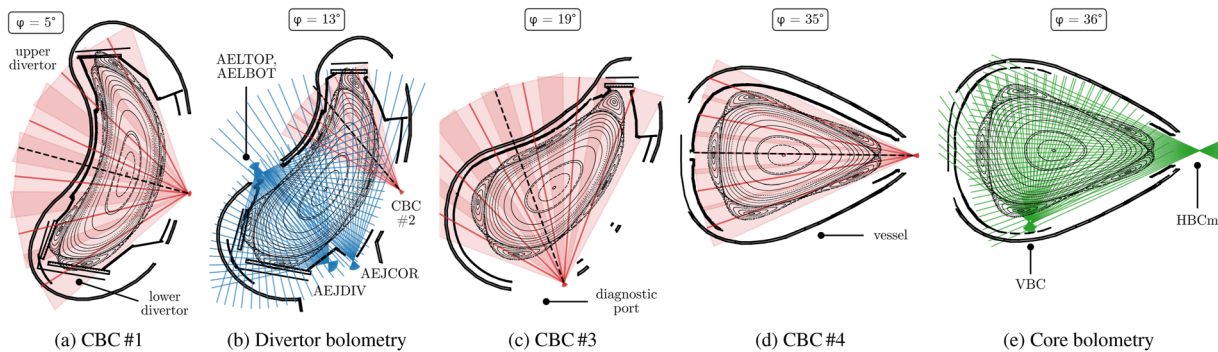 φ = 5°
upper
divertor
lower
divertor
(a) CBC #1
φ = 13°
AELTOP,
AELBOT
CBC
#2
AEJCOR
AEJDIV
(b) Divertor bolometry
φ = 19°
diagnostic
port
(c) CBC #3
φ = 35°
vessel
(d) CBC #4
φ = 36°
HBCm
VBC
(e) Core bolometry